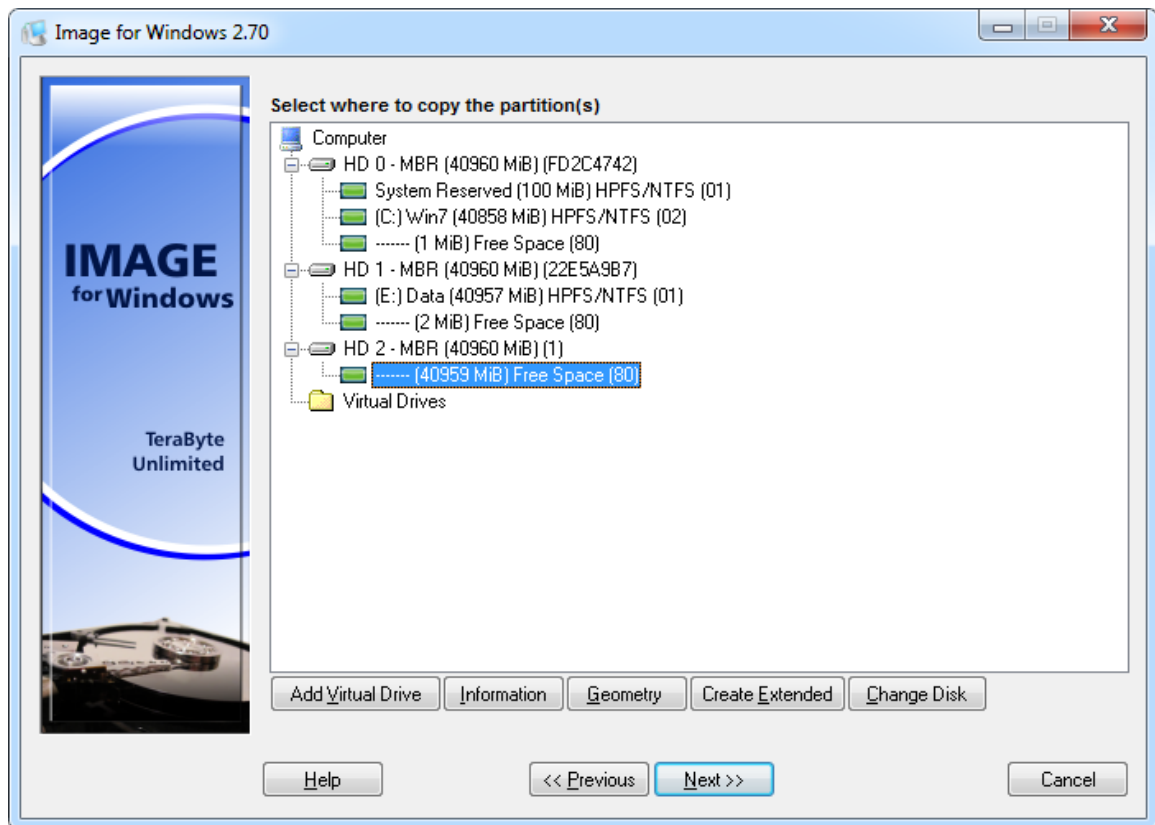 Image for Windows 2.70
IMAGE
for Windows
TeraByte
Unlimited
Select where to copy the partition(s)
Computer
HD 0 - MBR (40960 MiB) (FD2C4742)
System Reserved (100 MiB) HPFS/NTFS (01)
(C:) Win7 (40858 MiB) HPFS/NTFS (02)
------ (1 MiB) Free Space (80)
HD 1 - MBR (40960 MiB) (22E5A9B7)
(E:) Data (40957 MiB) HPFS/NTFS (01)
------ (2 MiB) Free Space (80)
HD 2 - MBR (40960 MiB) (1)
------ (40959 MiB) Free Space (80)
Virtual Drives
Add Virtual Drive Information Geometry Create Extended Change Disk
Help << Previous Next >> Cancel